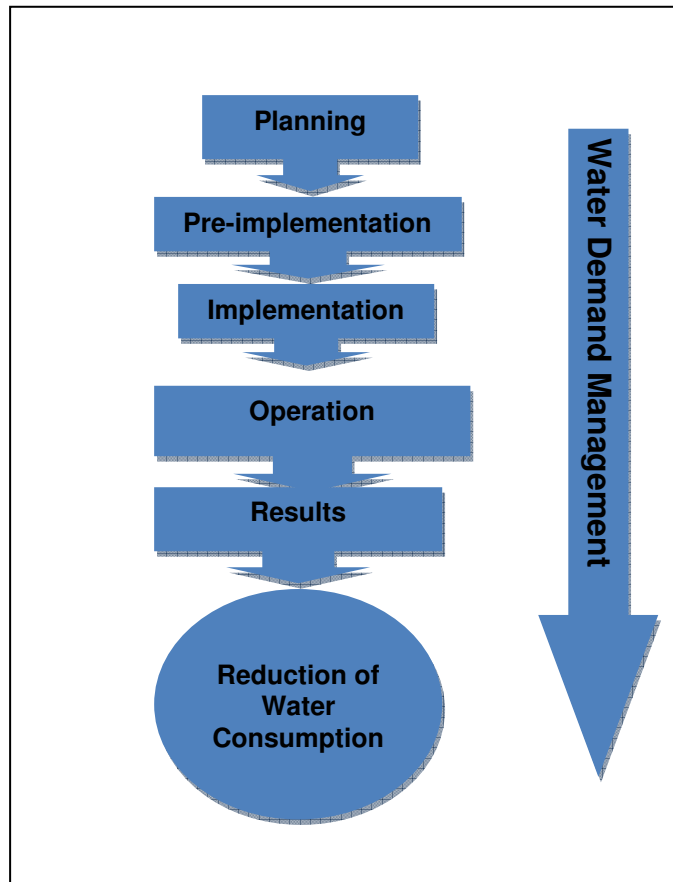 Planning
Pre-implementation
Implementation
Operation
Results
Reduction of
Water
Consumption
Water Demand Management